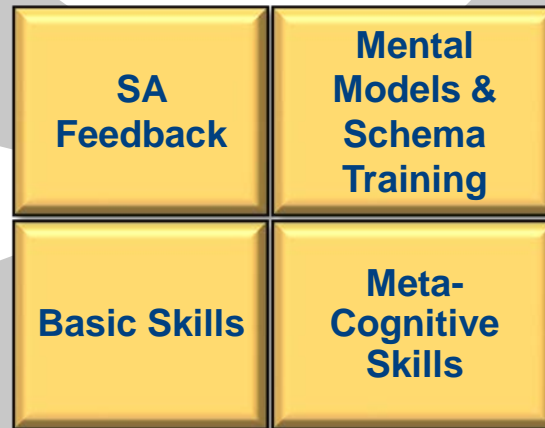 SA
Feedback
Mental
Models &
Schema
Training
Basic Skills
Meta-
Cognitive
Skills